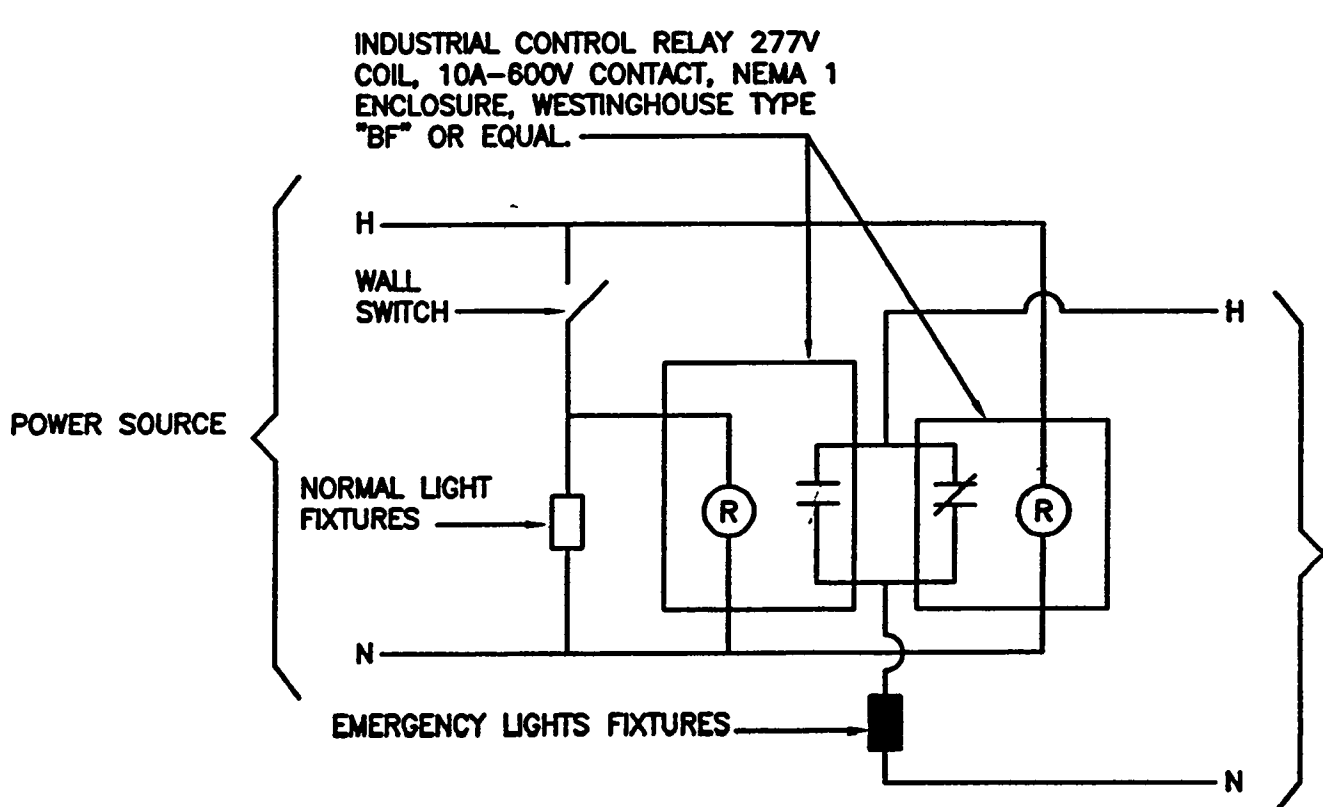 INDUSTRIAL CONTROL RELAY 277V
COIL, 10A-600V CONTACT, NEMA 1
ENCLOSURE, WESTINGHOUSE TYPE
"BF" OR EQUAL.
H
WALL
SWITCH
H
POWER SOURCE
NORMAL LIGHT
FIXTURES
R
R
N
EMERGENCY LIGHTS FIXTURES
N